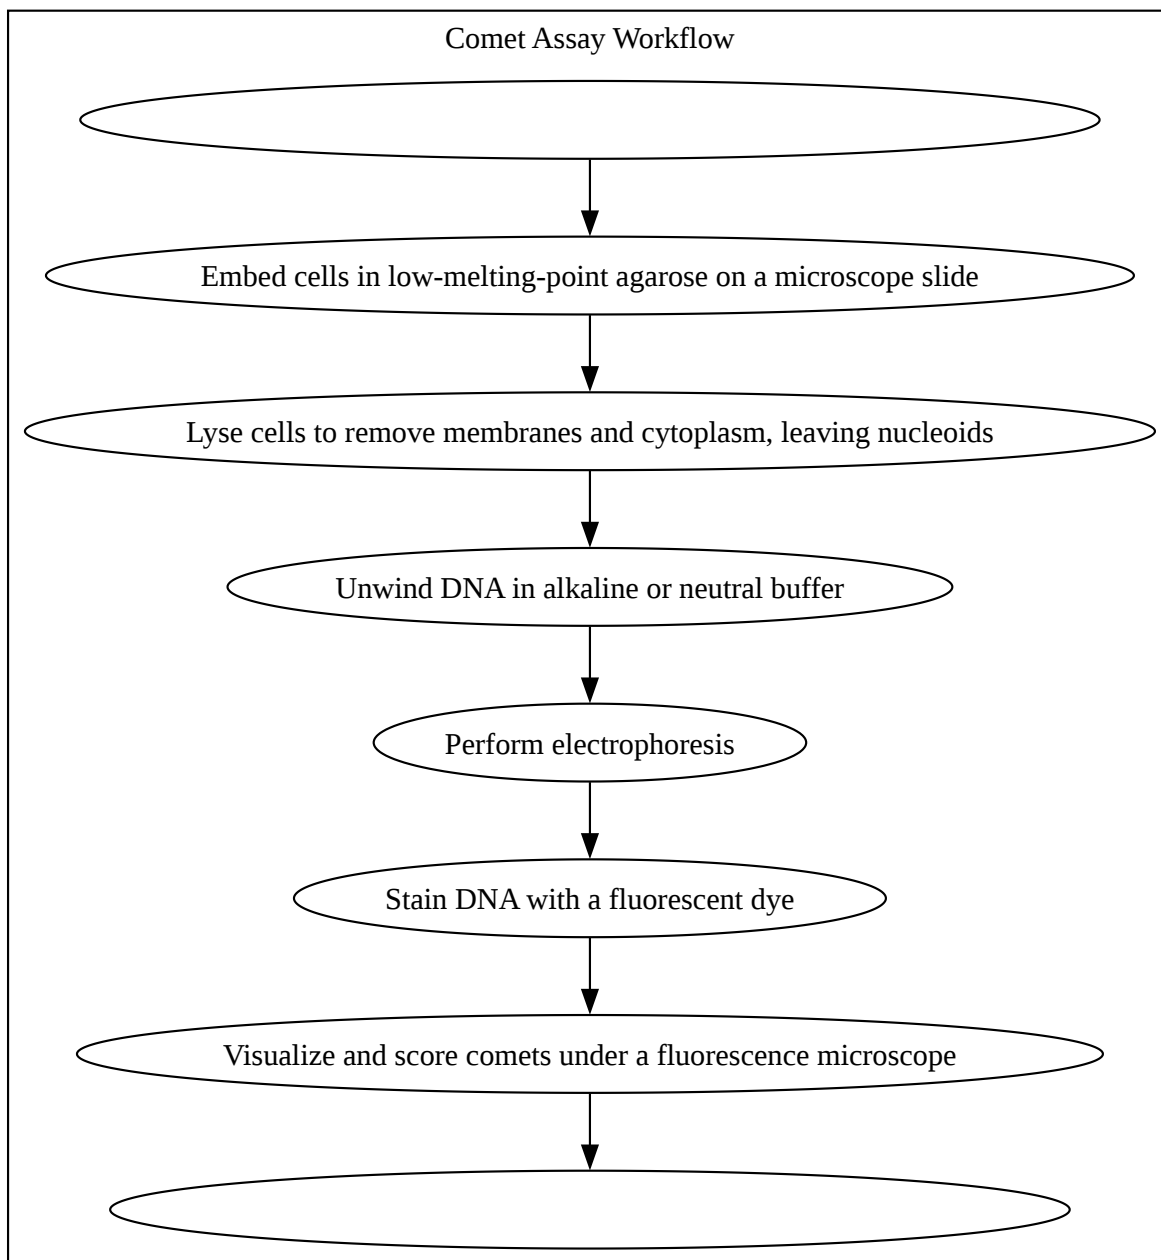 Comet Assay Workflow
Embed cells in low-melting-point agarose on a microscope slide
Lyse cells to remove membranes and cytoplasm, leaving nucleoids
Unwind DNA in alkaline or neutral buffer
Perform electrophoresis
Stain DNA with a fluorescent dye
Visualize and score comets under a fluorescence microscope